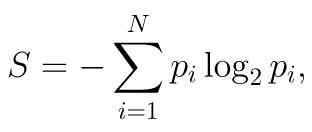 S = - \sum_{i=1}^{N} p_i \log_2 p_i,